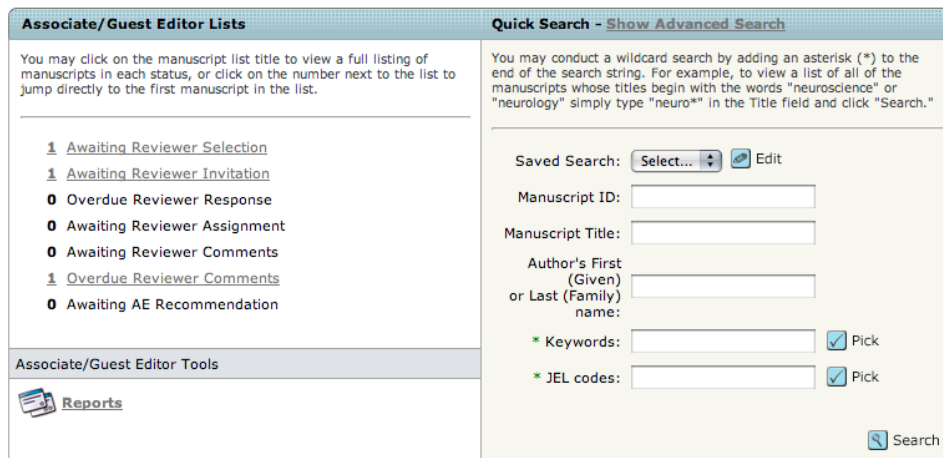 Associate/Guest Editor Lists
You may click on the manuscript list title to view a full listing of
manuscripts in each status, or click on the number next to the list to
jump directly to the first manuscript in the list.
1 Awaiting Reviewer Selection
1 Awaiting Reviewer Invitation
0 Overdue Reviewer Response
0 Awaiting Reviewer Assignment
0 Awaiting Reviewer Comments
1 Overdue Reviewer Comments
0 Awaiting AE Recommendation
Associate/Guest Editor Tools
Reports
Quick Search - Show Advanced Search
You may conduct a wildcard search by adding an asterisk (*) to the
end of the search string. For example, to view a list of all of the
manuscripts whose titles begin with the words "neuroscience" or
"neurology" simply type "neuro*" in the Title field and click "Search."
Saved Search: Select... Edit
Manuscript ID:
Manuscript Title:
Author's First
(Given)
or Last (Family)
name:
* Keywords: Pick
* JEL codes: Pick
Search